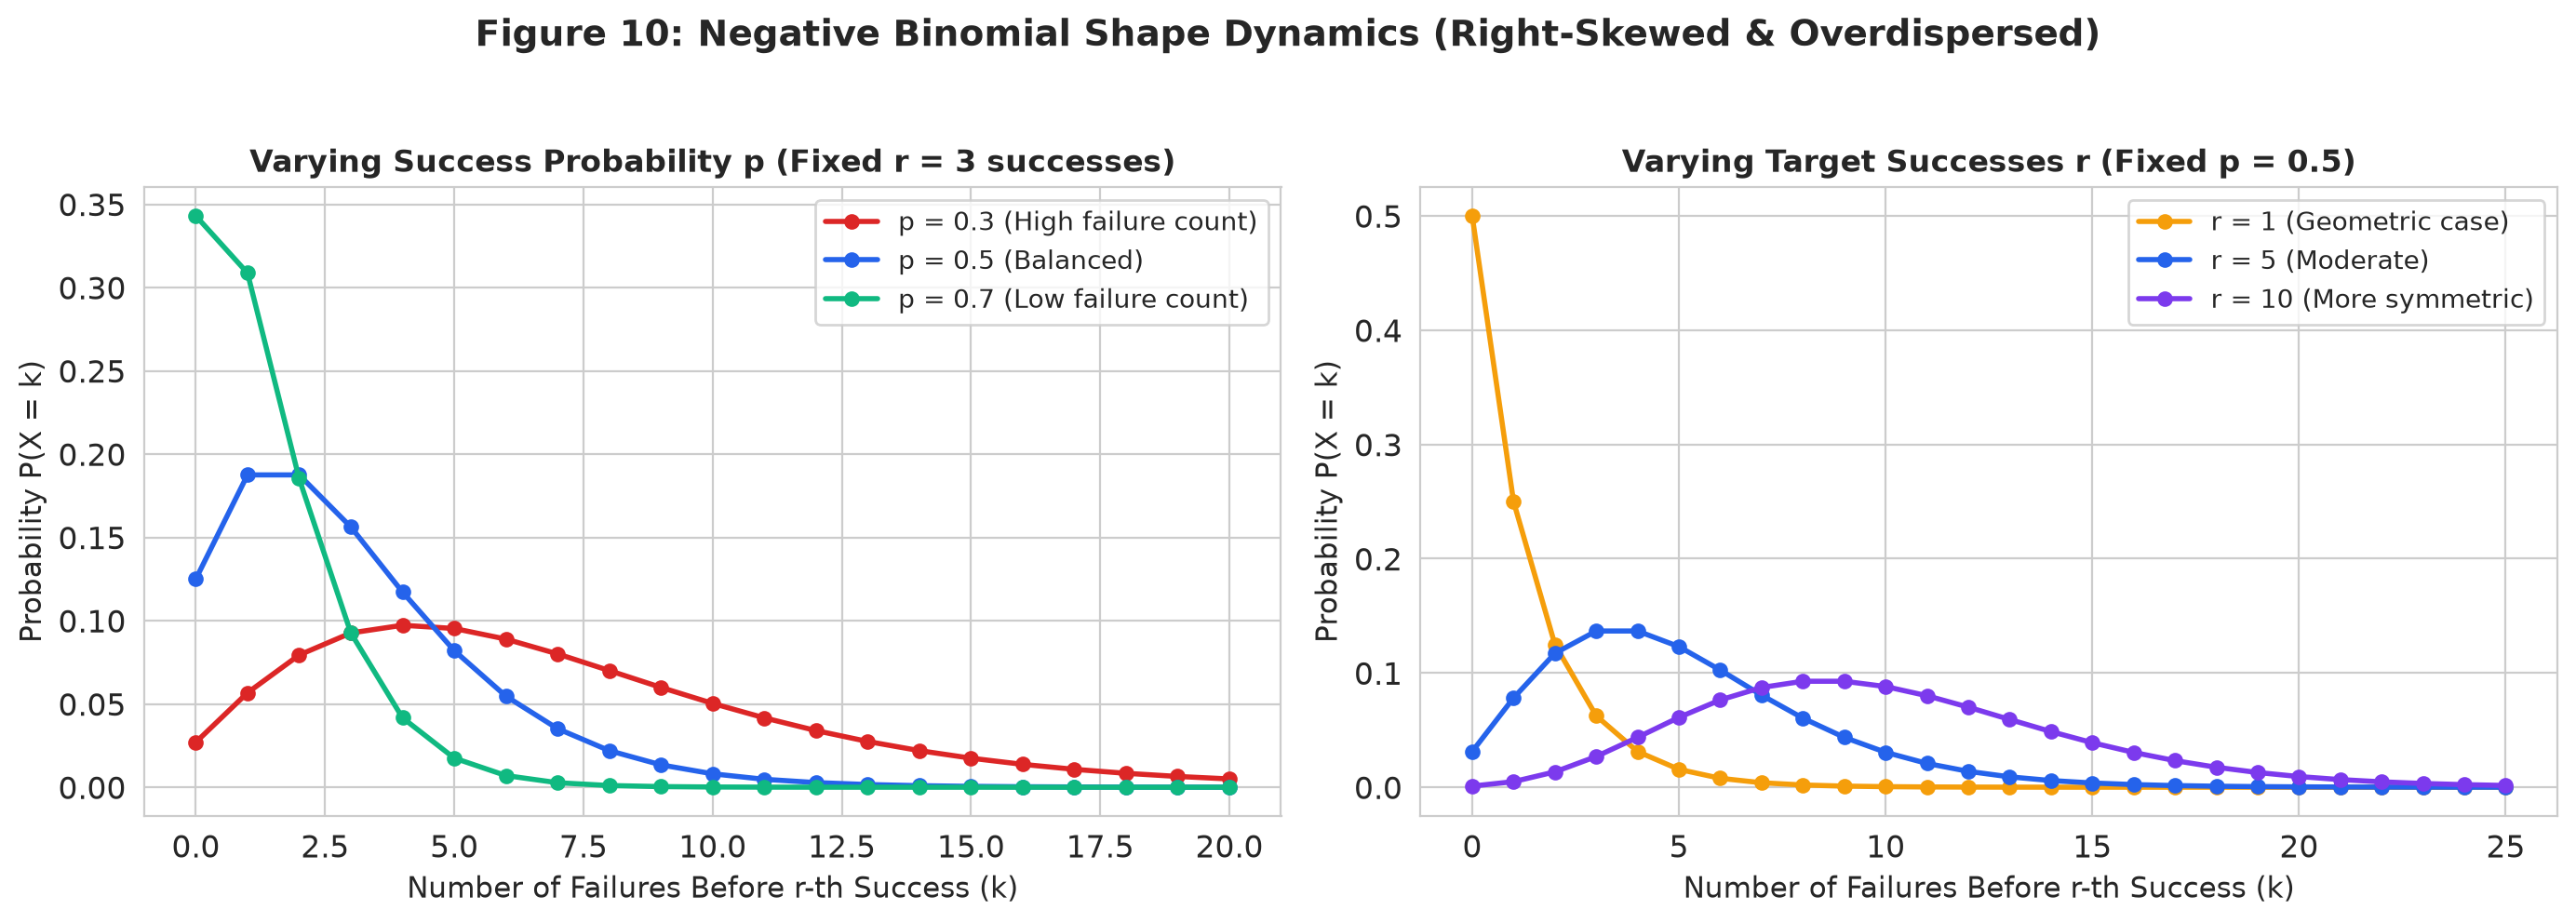 Figure 10: Negative Binomial Shape Dynamics (Right-Skewed & Overdispersed)
Varying Success Probability p (Fixed r = 3 successes)
Probability P(X = k)
0.35
0.30
0.25
0.20
0.15
0.10
0.05
0.00
p = 0.3 (High failure count)
p = 0.5 (Balanced)
p = 0.7 (Low failure count)
0.0 2.5 5.0 7.5 10.0 12.5 15.0 17.5 20.0
Number of Failures Before r-th Success (k)
Varying Target Successes r (Fixed p = 0.5)
Probability P(X = k)
0.5
0.4
0.3
0.2
0.1
0.0
r = 1 (Geometric case)
r = 5 (Moderate)
r = 10 (More symmetric)
0 5 10 15 20 25
Number of Failures Before r-th Success (k)